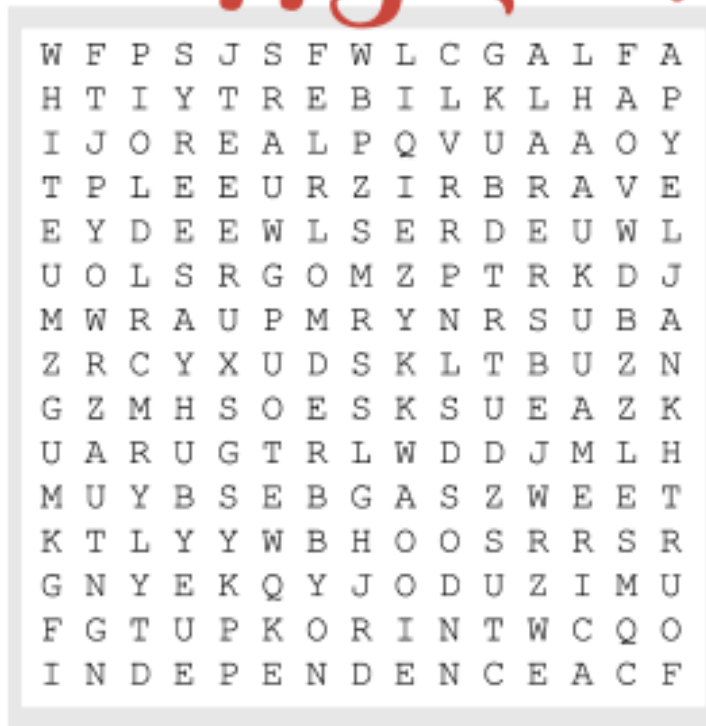 W F P S J S F W L C G A L F A
H T I Y T R E B I L K L H A P
I J O R E A L P Q V U A A O Y
T P L E E U R Z I R B R A V E
E Y D E E W L S E R D E U W L
U O L S R G O M Z P T R K D J
M W R A U P M R Y N R S U B A
Z R C Y X U D S K L T B U Z N
G Z M H S O E S K S U E A Z K
U A R U G T R L W D D J M L H
M U Y B S E B G A S Z W E E T
K T L Y Y W B H O O S R R S R
G N Y E K Q Y J O D U Z I M U
F G T U P K O R I N T W C Q O
I N D E P E N D E N C E A C F